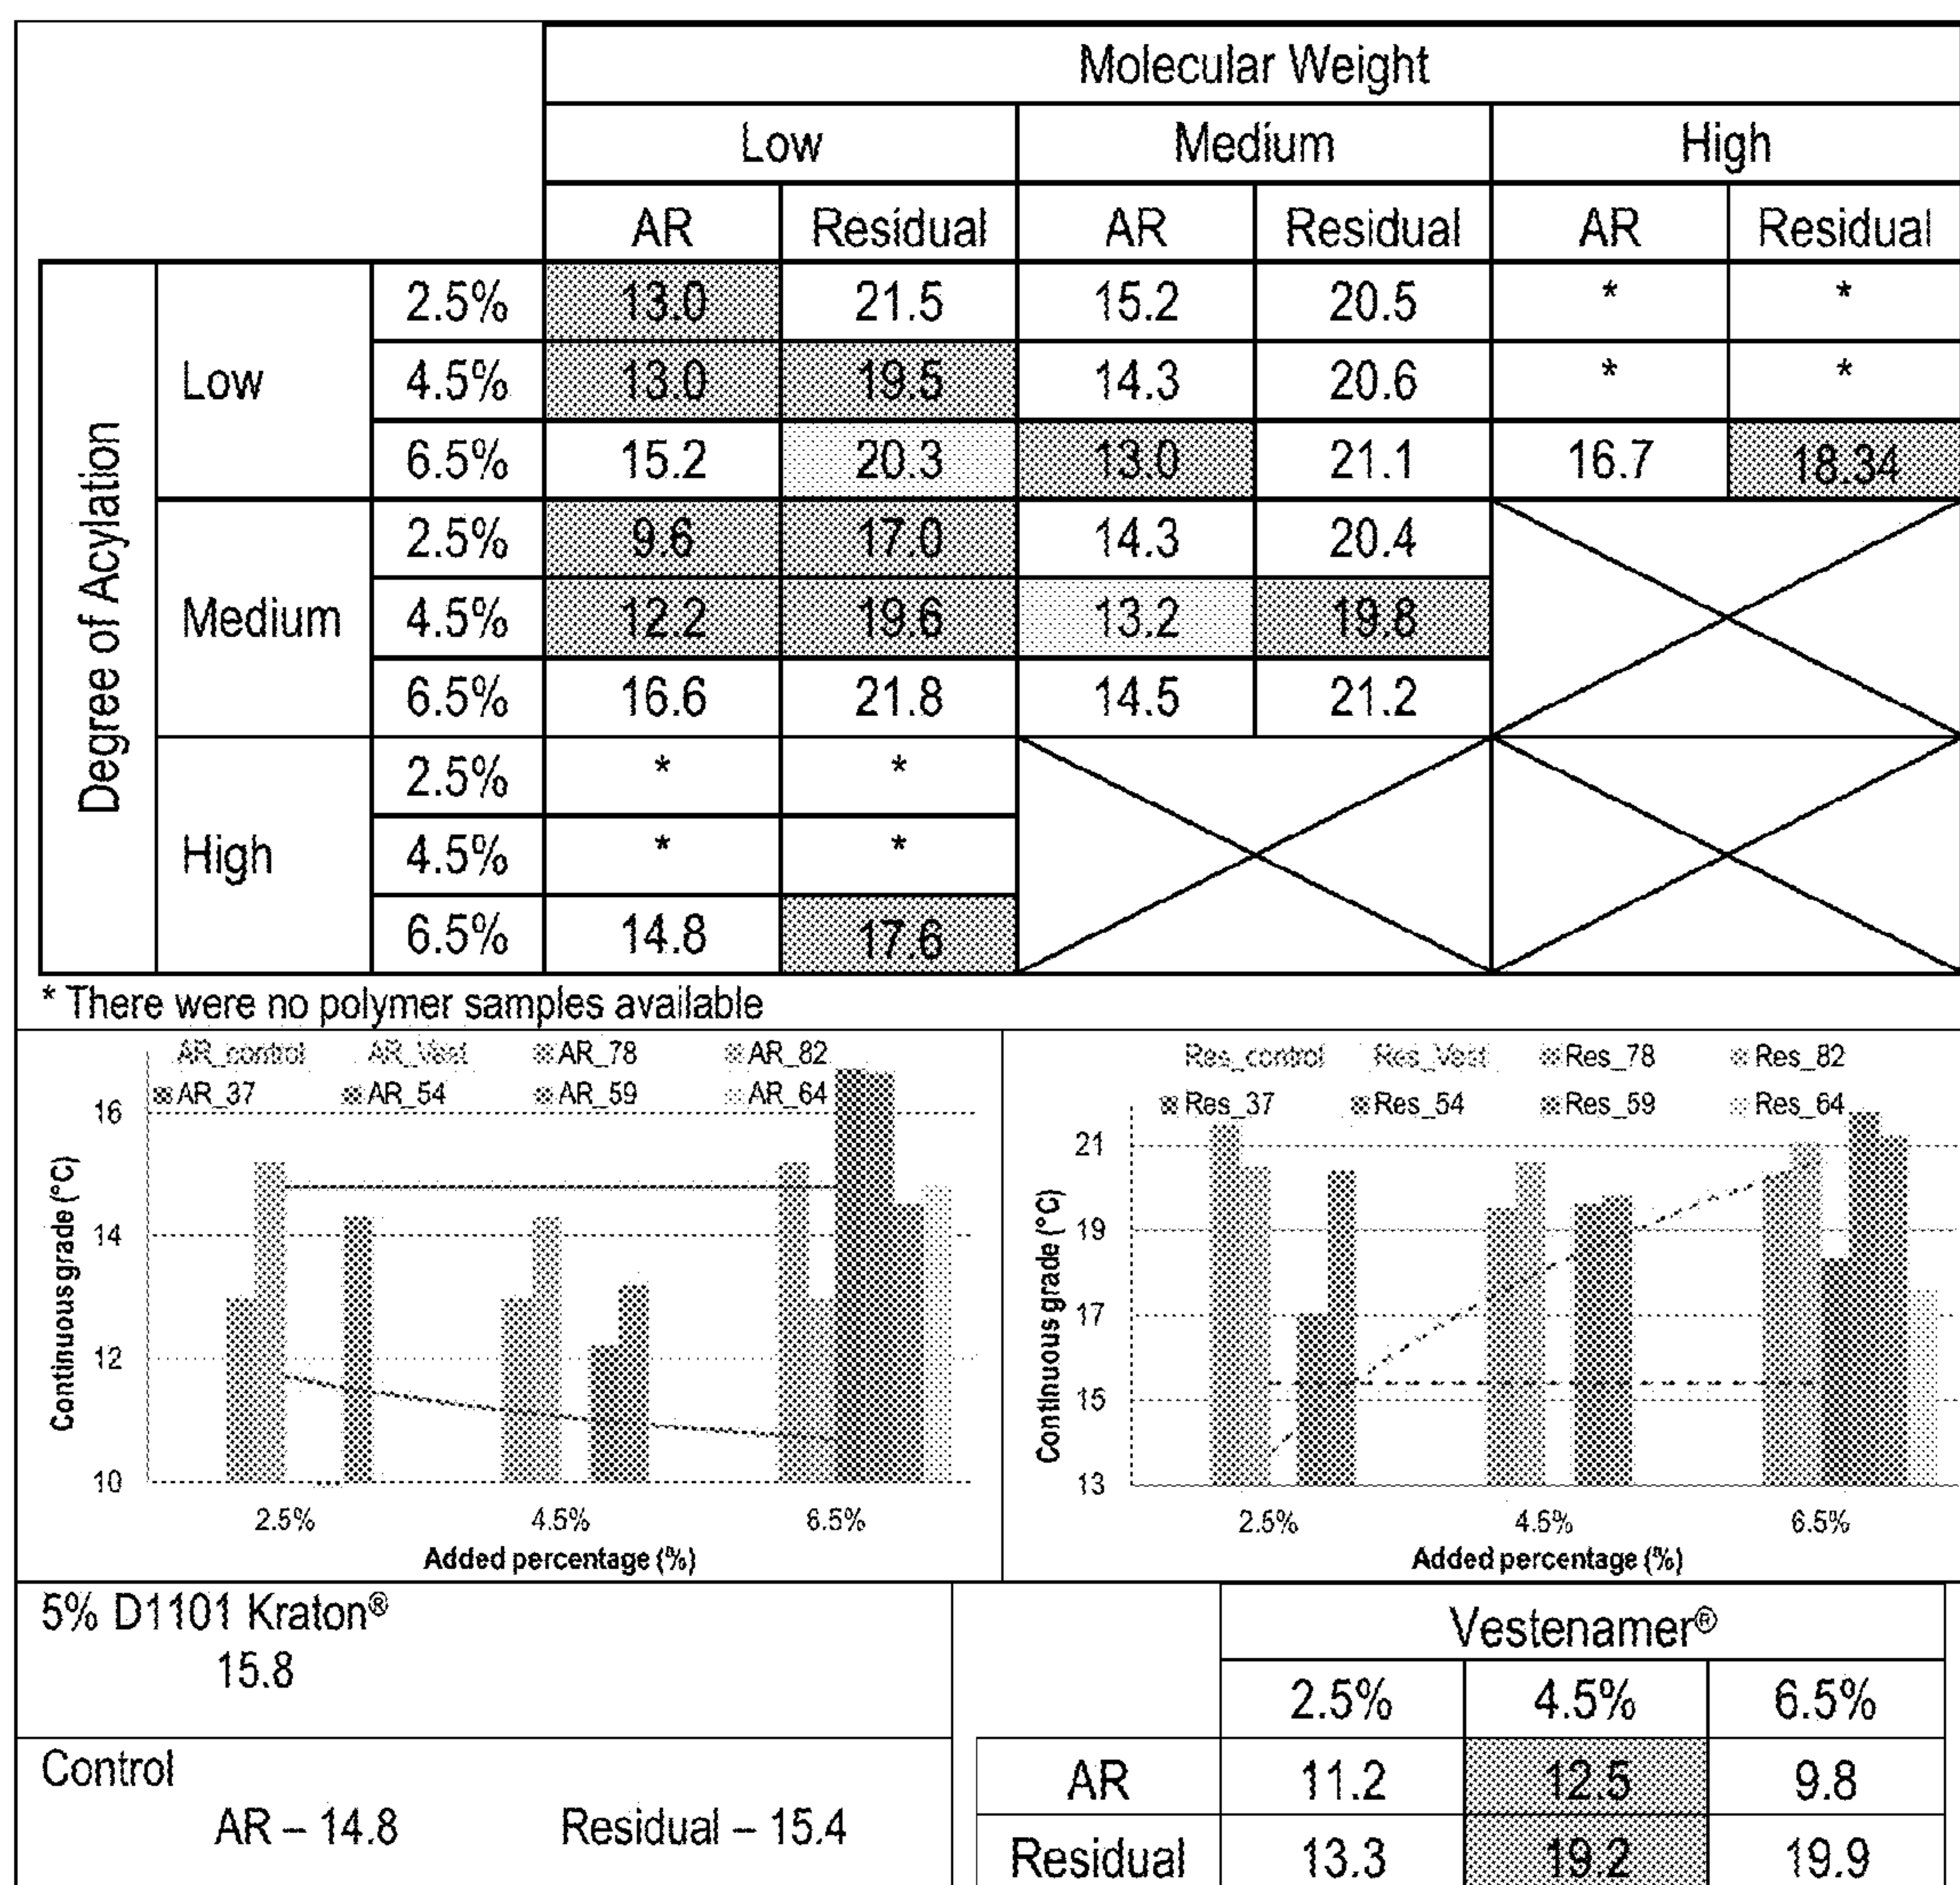 Molecular Weight
Low Medium High
AR Residual AR Residual AR Residual
Degree of Acylation
Low
2.5% 13.0 21.5 15.2 20.5 * *
4.5% 13.0 19.5 14.3 20.6 * *
6.5% 15.2 20.3 13.0 21.1 16.7 18.34
Medium
2.5% 9.6 17.0 14.3 20.4
4.5% 12.2 19.6 13.2 19.8
6.5% 16.6 21.8 14.5 21.2
High
2.5% * *
4.5% * *
6.5% 14.8 17.6
* There were no polymer samples available
AR_control AR_Vest AR_78 AR_82
AR_37 AR_54 AR_59 AR_64
Continuous grade (°C)
16
14
12
10
2.5% 4.5% 6.5%
Added percentage (%)
Res_control Res_Vest Res_78 Res_82
Res_37 Res_54 Res_59 Res_64
Continuous grade (°C)
21
19
17
15
13
2.5% 4.5% 6.5%
Added percentage (%)
5% D1101 Kraton®
15.8
Control
AR – 14.8 Residual – 15.4
Vestenamer®
2.5% 4.5% 6.5%
AR 11.2 12.5 9.8
Residual 13.3 19.2 19.9